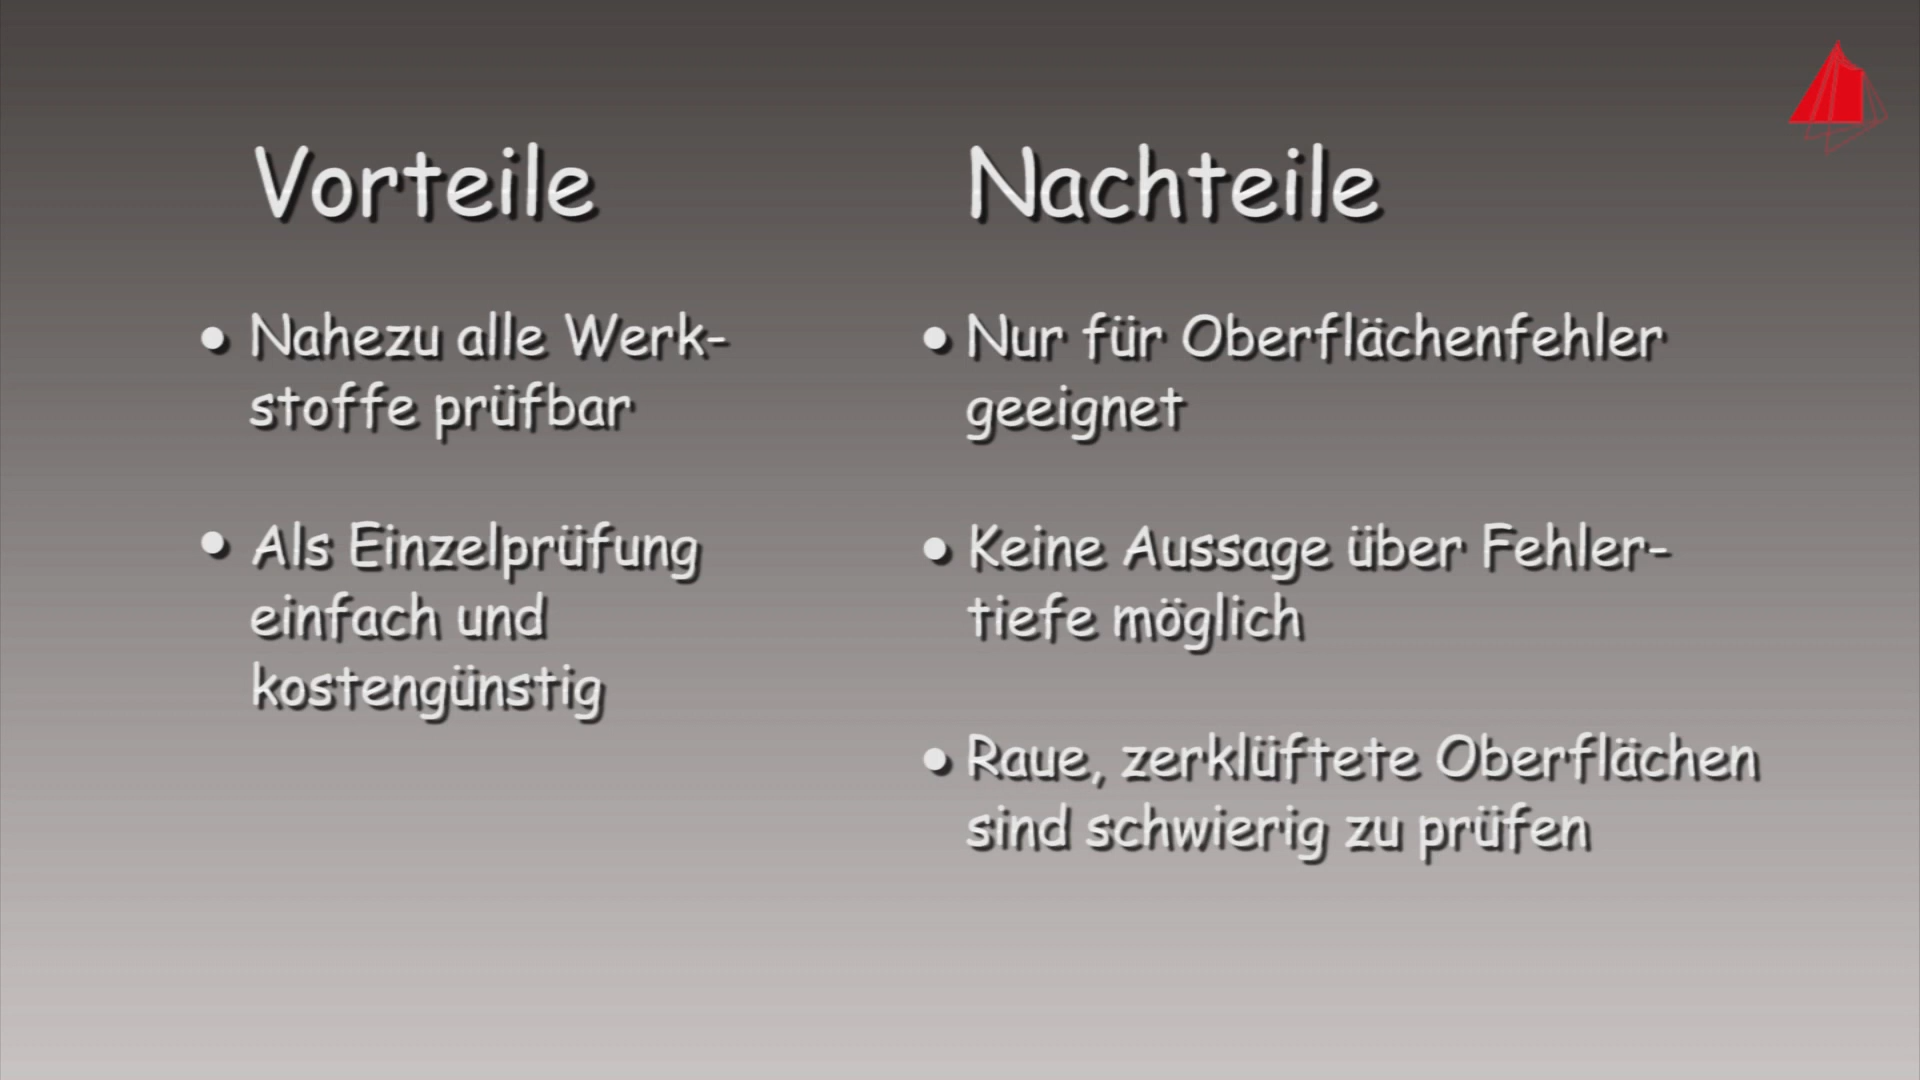 Vorteile
• Nahezu alle Werk-
stoffe prüfbar
• Als Einzelprüfung
einfach und
kostengünstig
Nachteile
• Nur für Oberflächenfehler
geeignet
• Keine Aussage über Fehler-
tiefe möglich
• Raue, zerklüftete Oberflächen
sind schwierig zu prüfen